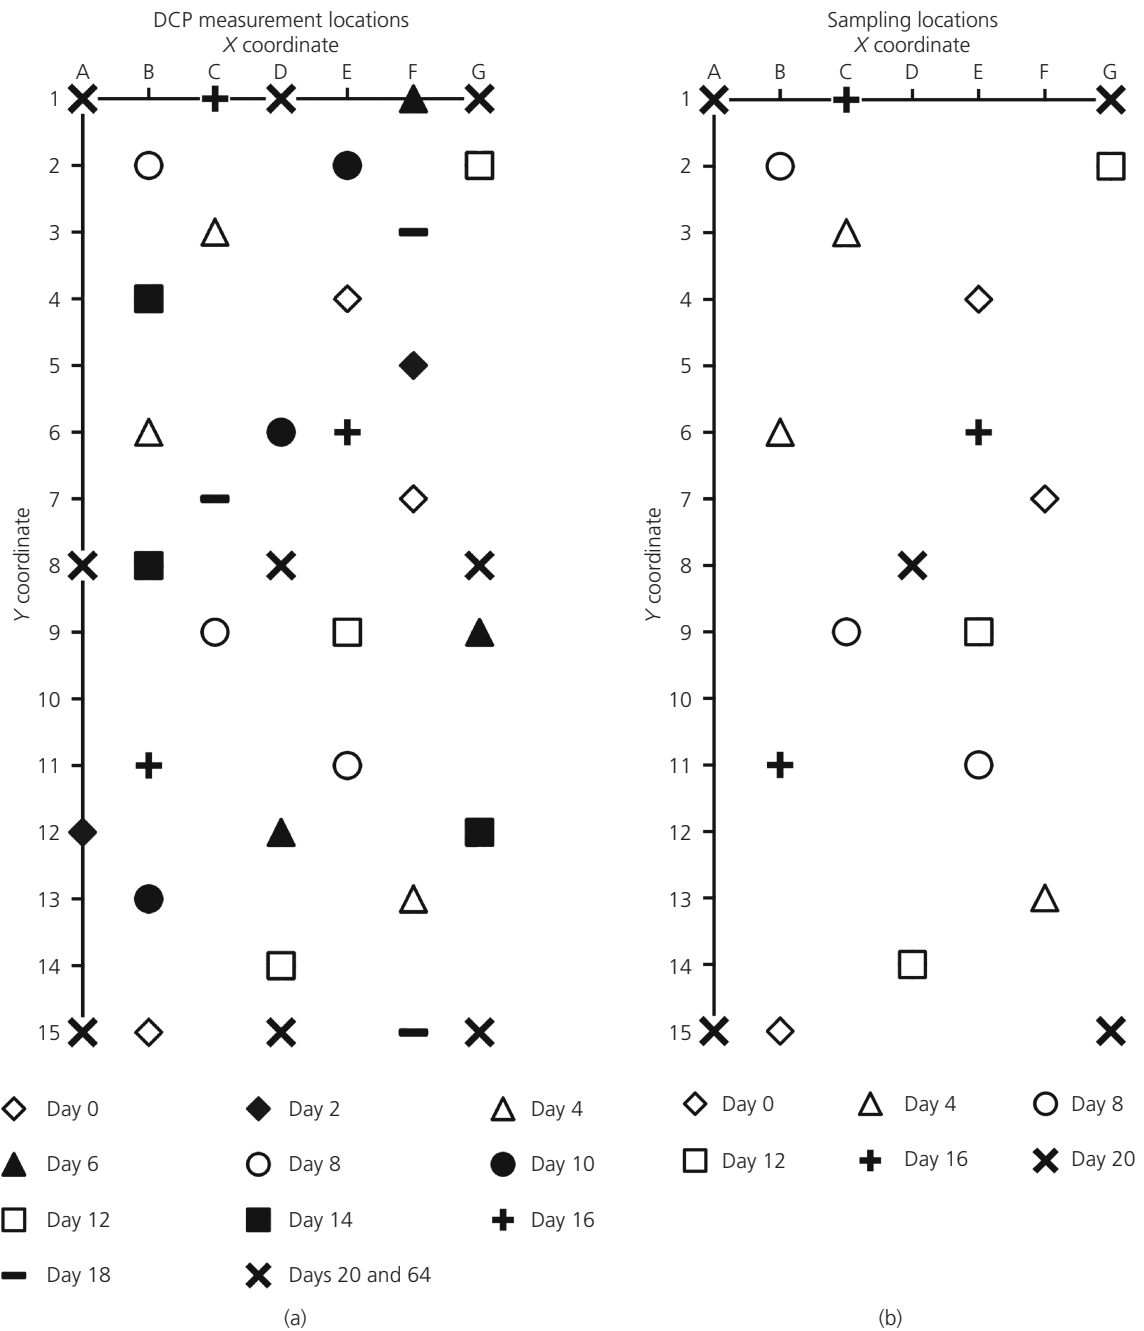 DCP measurement locations
X coordinate
A B C D E F G
1
2
3
4
5
6
7
8
9
10
11
12
13
14
15
Y coordinate
Day 0 Day 2 Day 4
Day 6 Day 8 Day 10
Day 12 Day 14 Day 16
Day 18 Days 20 and 64
(a)
Sampling locations
X coordinate
A B C D E F G
1
2
3
4
5
6
7
8
9
10
11
12
13
14
15
Y coordinate
Day 0 Day 4 Day 8
Day 12 Day 16 Day 20
(b)